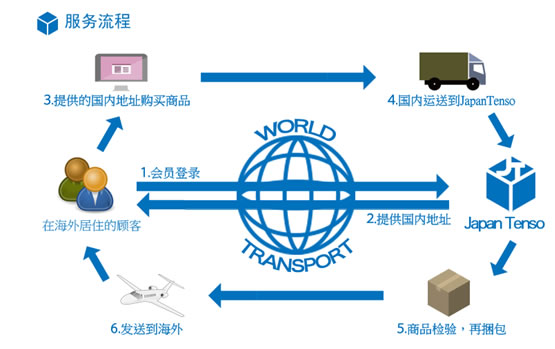 服务流程
3.提供的国内地址购买商品
4.国内运送到JapanTenso
WORLD
1.会员登录
JT
2.提供国内地址
在海外居住的顾客
Japan Tenso
TRANSPORT
6.发送到海外
5.商品检验，再捆包